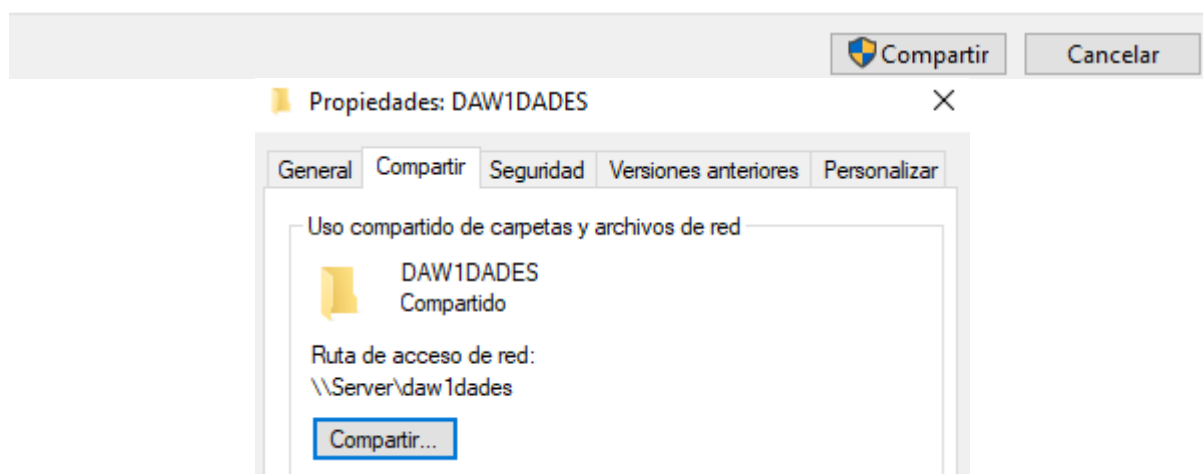 Compartir Cancelar
Propiedades: DAW1DADES
General Compartir Seguridad Versiones anteriores Personalizar
Uso compartido de carpetas y archivos de red
DAW1DADES
Compartido
Ruta de acceso de red:
\\Server\daw1dades
Compartir...